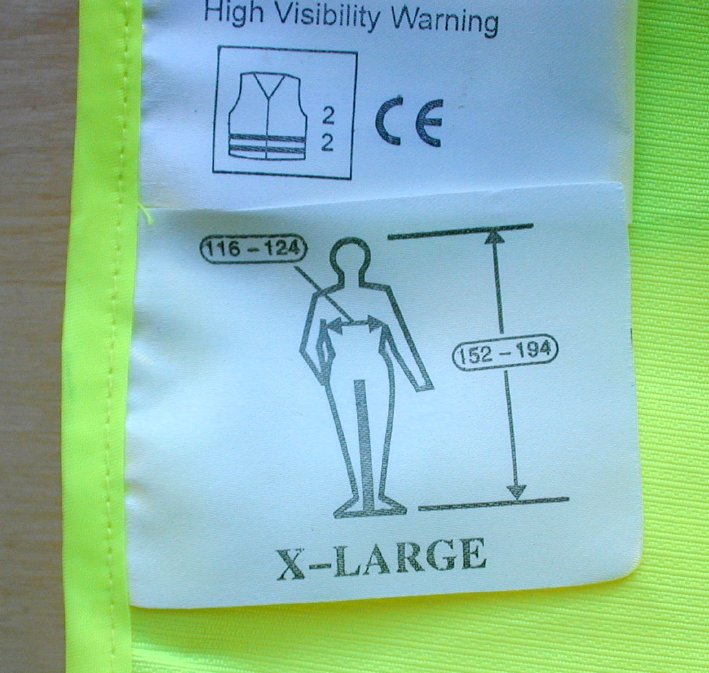 High Visibility Warning
2
2
CE
116 – 124
152 – 194
X–LARGE